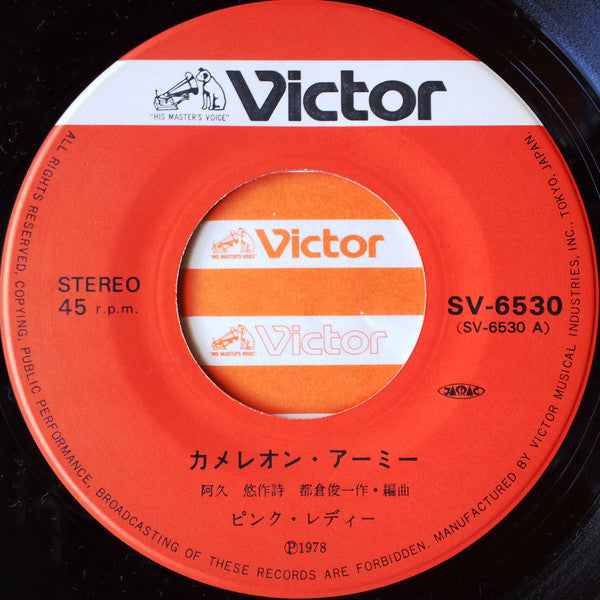 Victor
"HIS MASTER'S VOICE"
Victor
"HIS MASTER'S VOICE"
Victor
"HIS MASTER'S VOICE"
STEREO
45 r.p.m.
SV-6530
(SV-6530 A)
JASRAC
カメレオン・アーミー
阿久 悠作詩 都倉俊一作・編曲
ピンク・レディー
Ⓟ1978
ALL RIGHTS RESERVED, COPYING, PUBLIC PERFORMANCE, BROADCASTING OF THESE RECORDS ARE FORBIDDEN. MANUFACTURED BY VICTOR MUSICAL INDUSTRIES, INC., TOKYO, JAPAN.